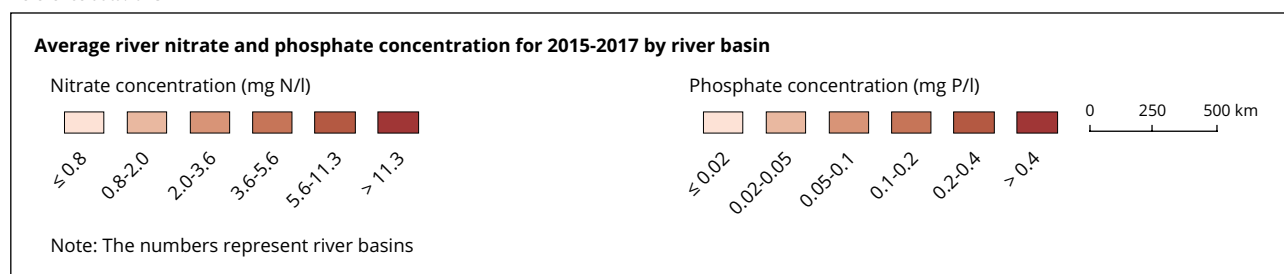 Average river nitrate and phosphate concentration for 2015-2017 by river basin
Nitrate concentration (mg N/l)
≤ 0.8
0.8-2.0
2.0-3.6
3.6-5.6
5.6-11.3
> 11.3
Phosphate concentration (mg P/l)
≤ 0.02
0.02-0.05
0.05-0.1
0.1-0.2
0.2-0.4
> 0.4
0 250 500 km
Note: The numbers represent river basins